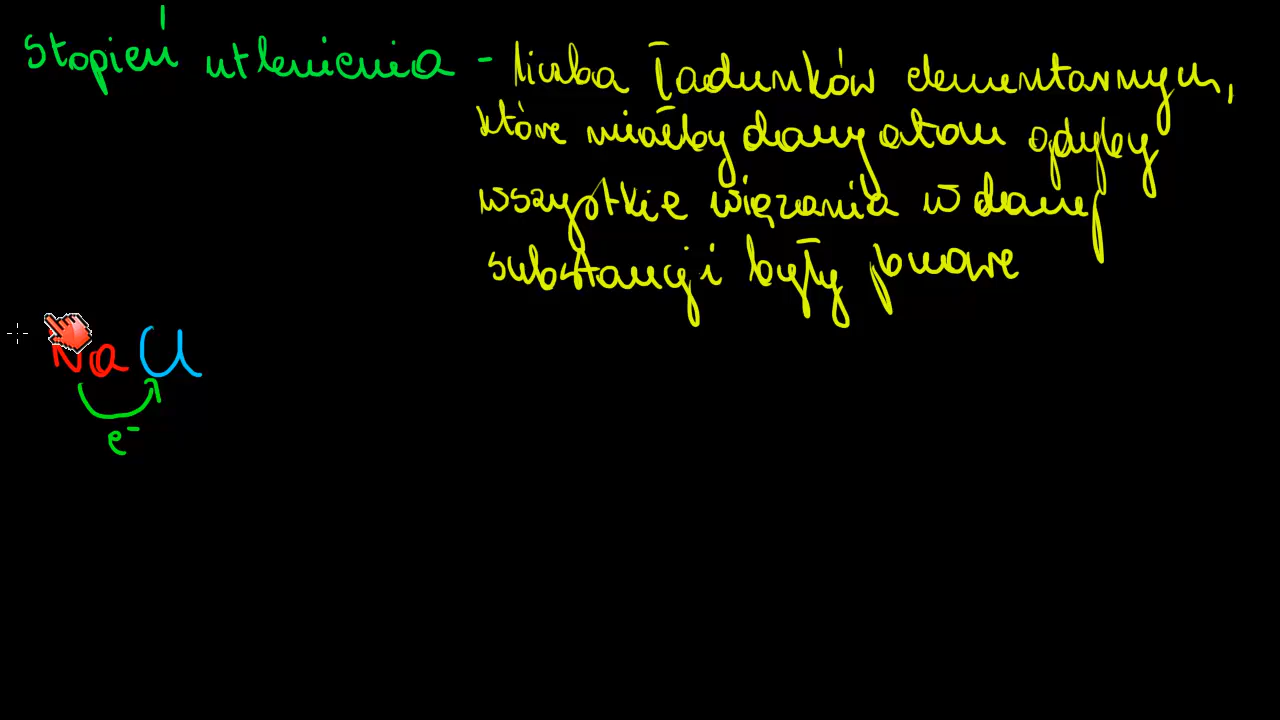 Stopień utlenienia - liczba ładunków elementarnych,
które miałby dany atom gdyby
wszystkie wiązania w danej
substancji były jonowe
NaCl
e⁻